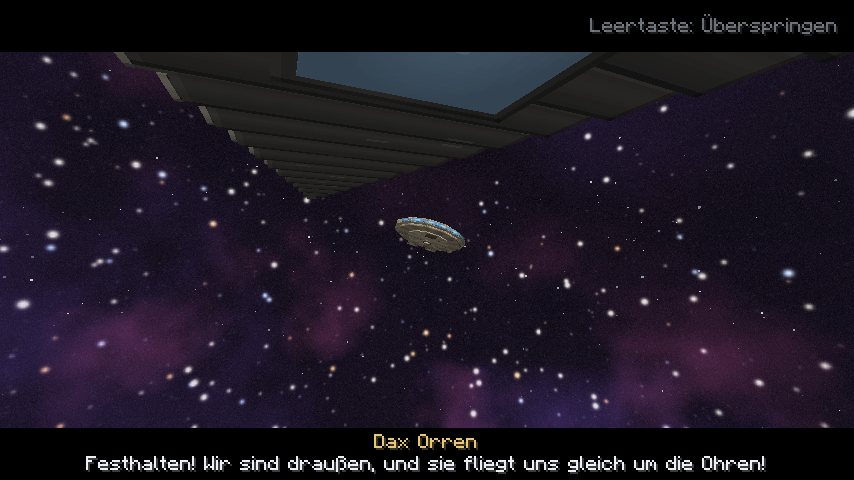 Leertaste: Überspringen
Dax Orren
Festhalten! Wir sind draußen, und sie fliegt uns gleich um die Ohren!